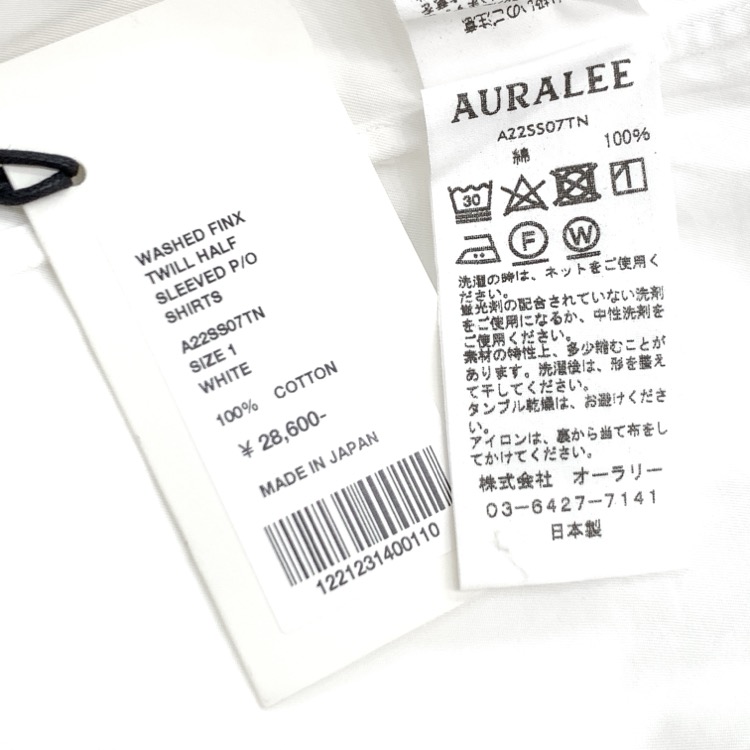 WASHED FINX
TWILL HALF
SLEEVED P/O
SHIRTS
A22SS07TN
SIZE 1
WHITE
100% COTTON
¥ 28,600-
MADE IN JAPAN
1221231400110
AURALEE
A22SS07TN
綿 100%
30
F
W
洗濯の時は、ネットをご使用く
ださい。
蛍光剤の配合されていない洗剤
をご使用になるか、中性洗剤を
ご使用ください。
素材の特性上、多少縮むことが
あります。洗濯後は、形を整え
て干してください。
タンブル乾燥は、お避けくださ
い。
アイロンは、裏から当て布をし
てかけてください。
株式会社 オーラリー
03-6427-7141
日本製